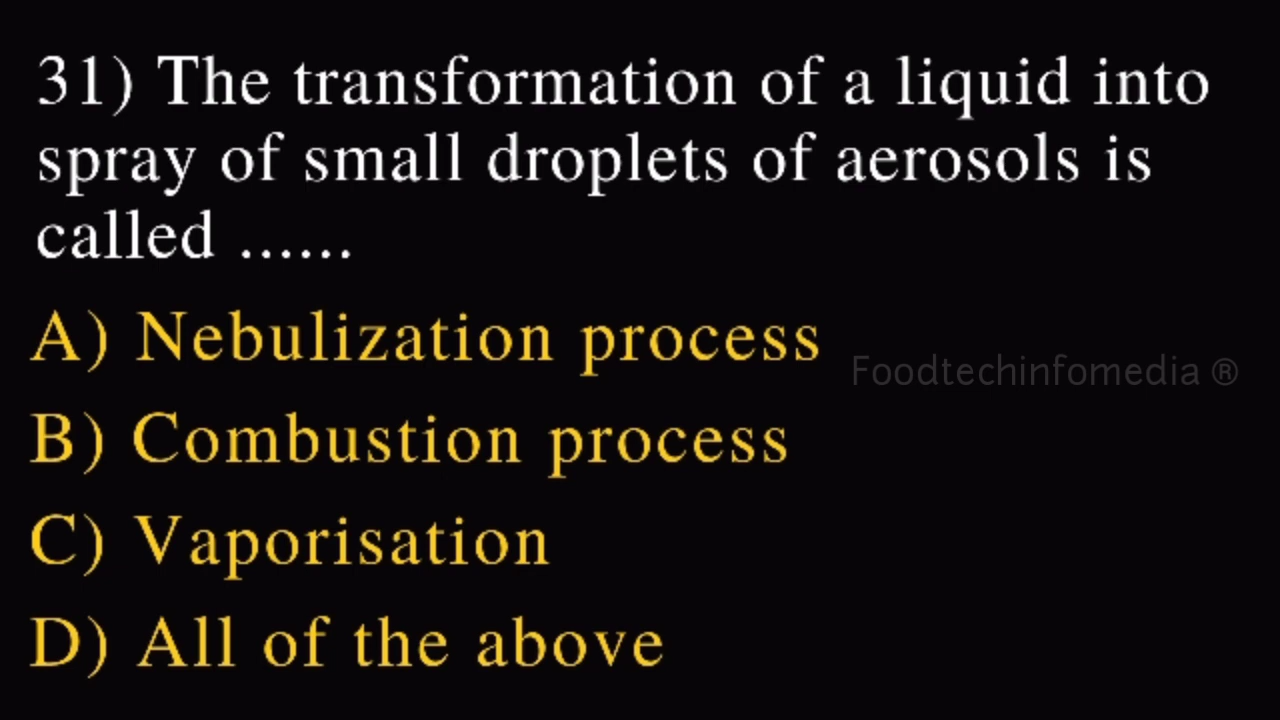 31) The transformation of a liquid into
spray of small droplets of aerosols is
called ......
A) Nebulization process
Foodtechinfomedia ®
B) Combustion process
C) Vaporisation
D) All of the above